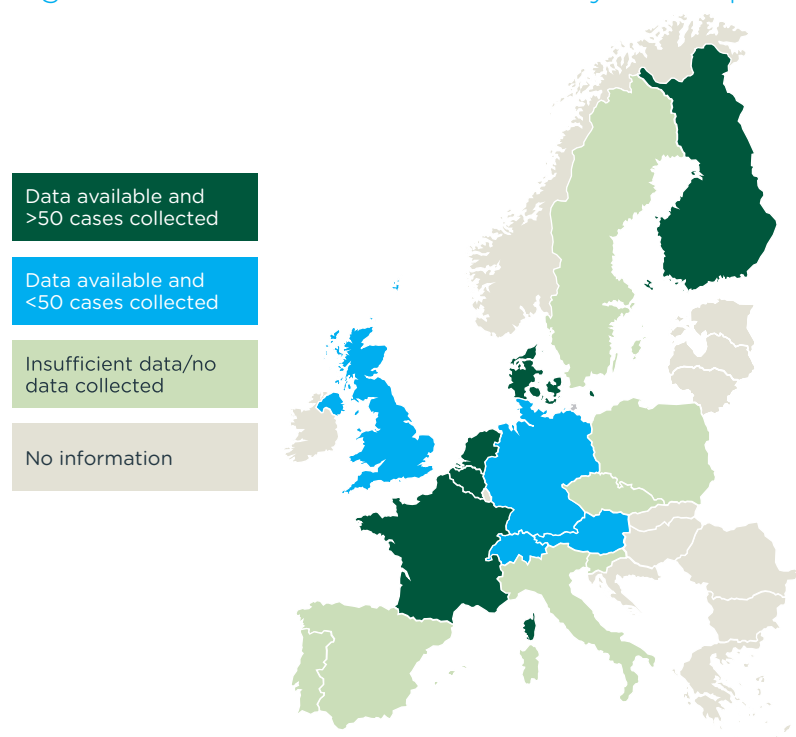 Data available and
>50 cases collected
Data available and
<50 cases collected
Insufficient data/no
data collected
No information